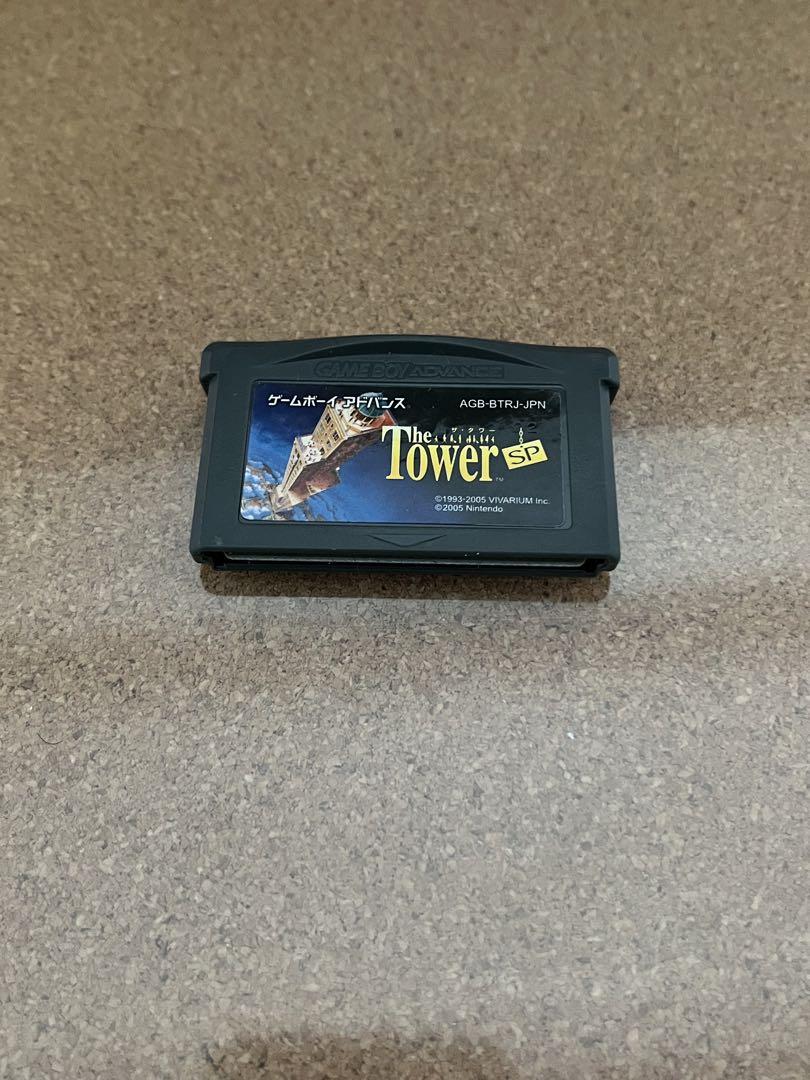 GAME BOY ADVANCE
ゲームボーイアドバンス
AGB-BTRJ-JPN
ザ・タワー
The
Tower SP™
©1993-2005 VIVARIUM Inc.
©2005 Nintendo